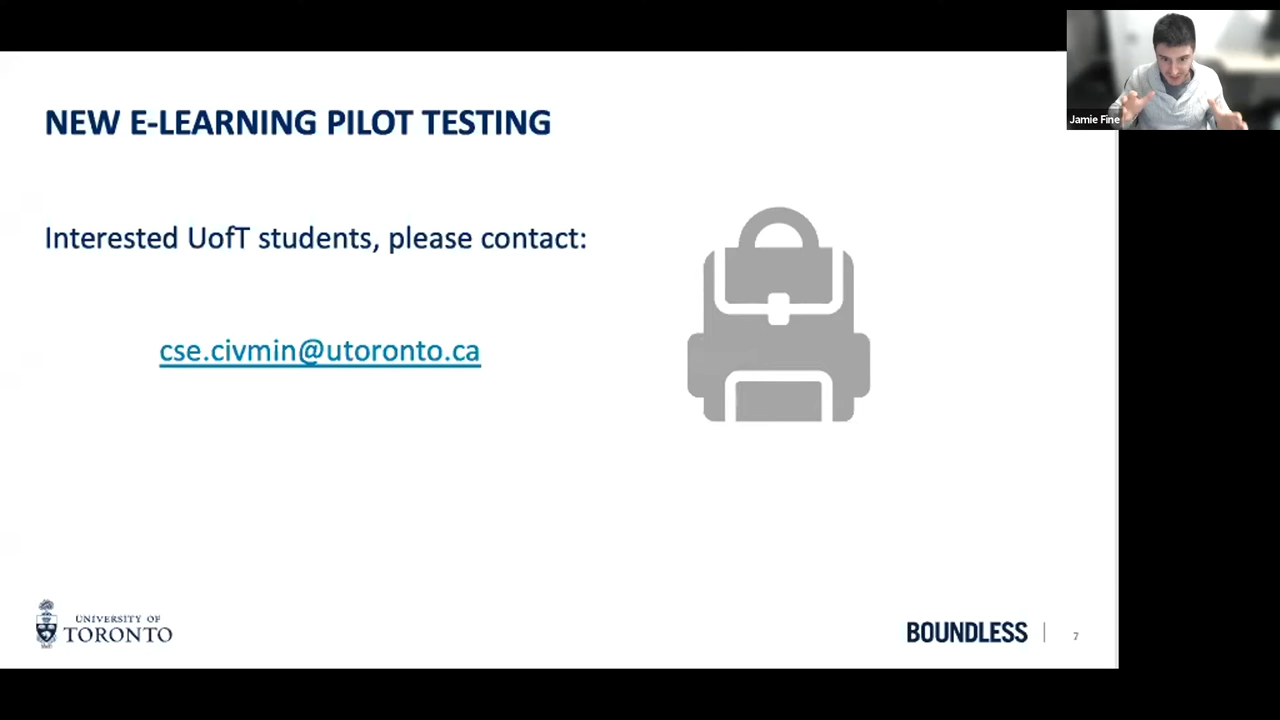 Jamie Fine
NEW E-LEARNING PILOT TESTING
Interested UofT students, please contact:
cse.civmin@utoronto.ca
UNIVERSITY OF
TORONTO
BOUNDLESS
7